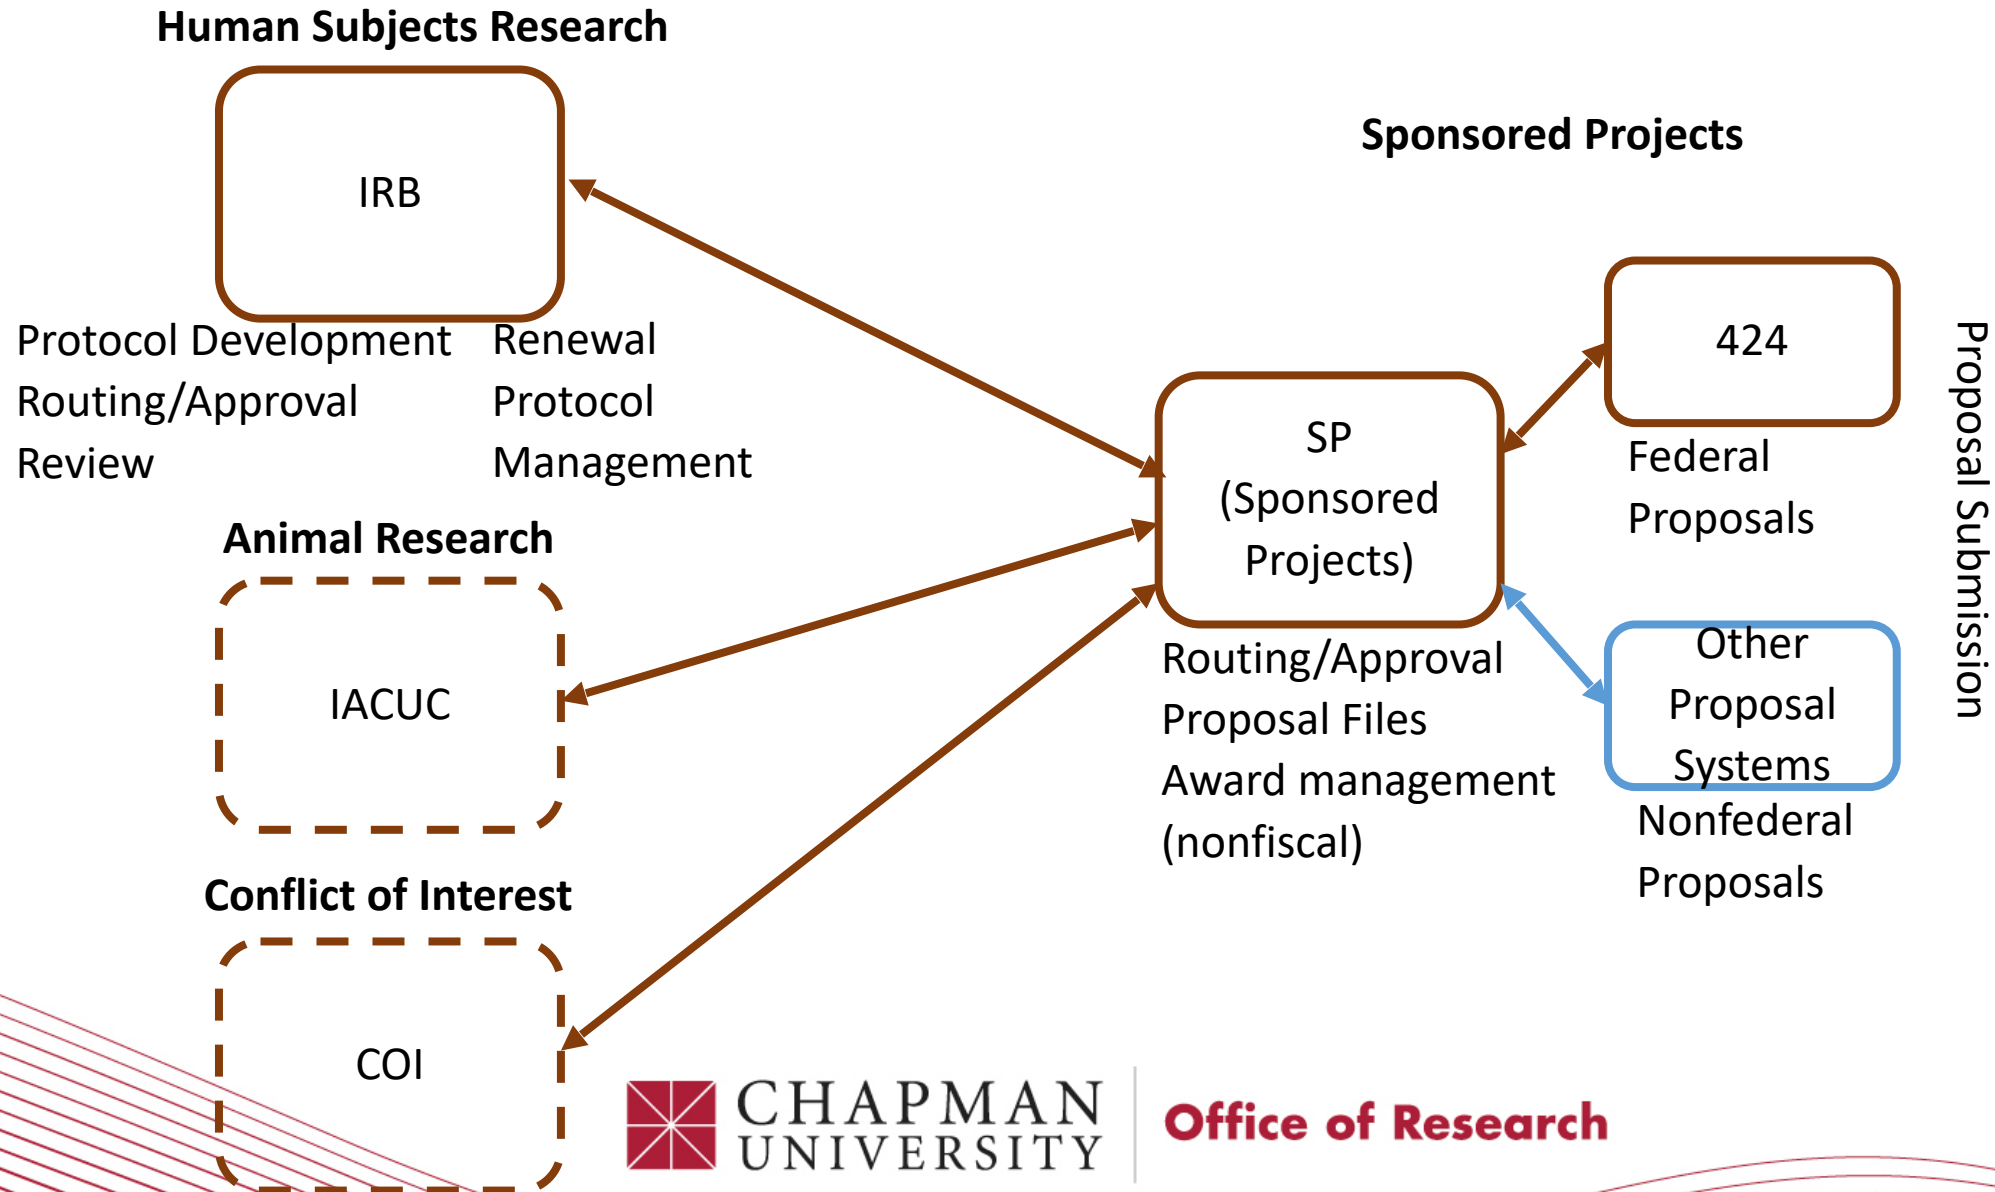 Human Subjects Research
IRB
Protocol Development
Routing/Approval
Review
Renewal
Protocol
Management
Animal Research
IACUC
Conflict of Interest
COI
Sponsored Projects
SP
(Sponsored
Projects)
Routing/Approval
Proposal Files
Award management
(nonfiscal)
424
Federal
Proposals
Other
Proposal
Systems
Nonfederal
Proposals
Proposal Submission
CHAPMAN
UNIVERSITY
Office of Research